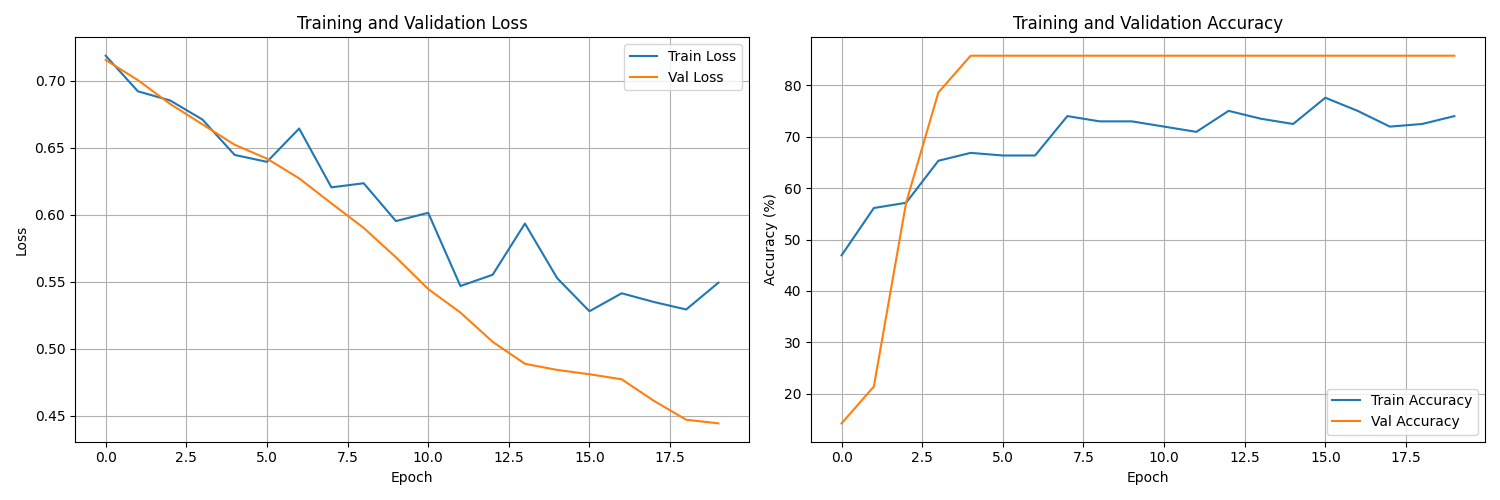 Training and Validation Loss
Train Loss
Val Loss
0.70
0.65
0.60
0.55
0.50
0.45
Loss
0.0 2.5 5.0 7.5 10.0 12.5 15.0 17.5
Epoch
Training and Validation Accuracy
80
70
60
50
40
30
20
Accuracy (%)
Train Accuracy
Val Accuracy
0.0 2.5 5.0 7.5 10.0 12.5 15.0 17.5
Epoch